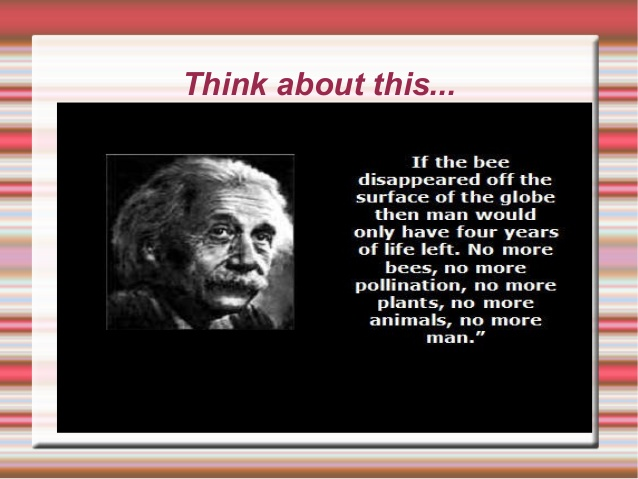 Think about this...
If the bee
disappeared off the
surface of the globe
then man would
only have four years
of life left. No more
bees, no more
pollination, no more
plants, no more
animals, no more
man.”